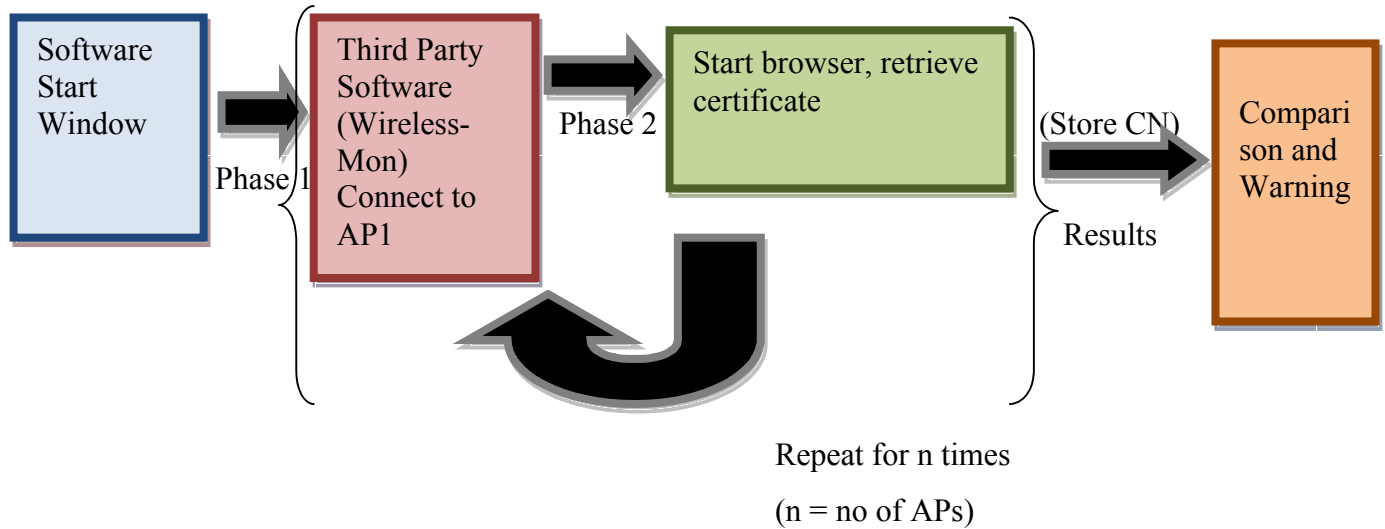 Software
Start
Window
Phase 1
Third Party
Software
(Wireless-
Mon)
Connect to
AP1
Phase 2
Start browser, retrieve
certificate
(Store CN)
Results
Compari
son and
Warning
Repeat for n times
(n = no of APs)